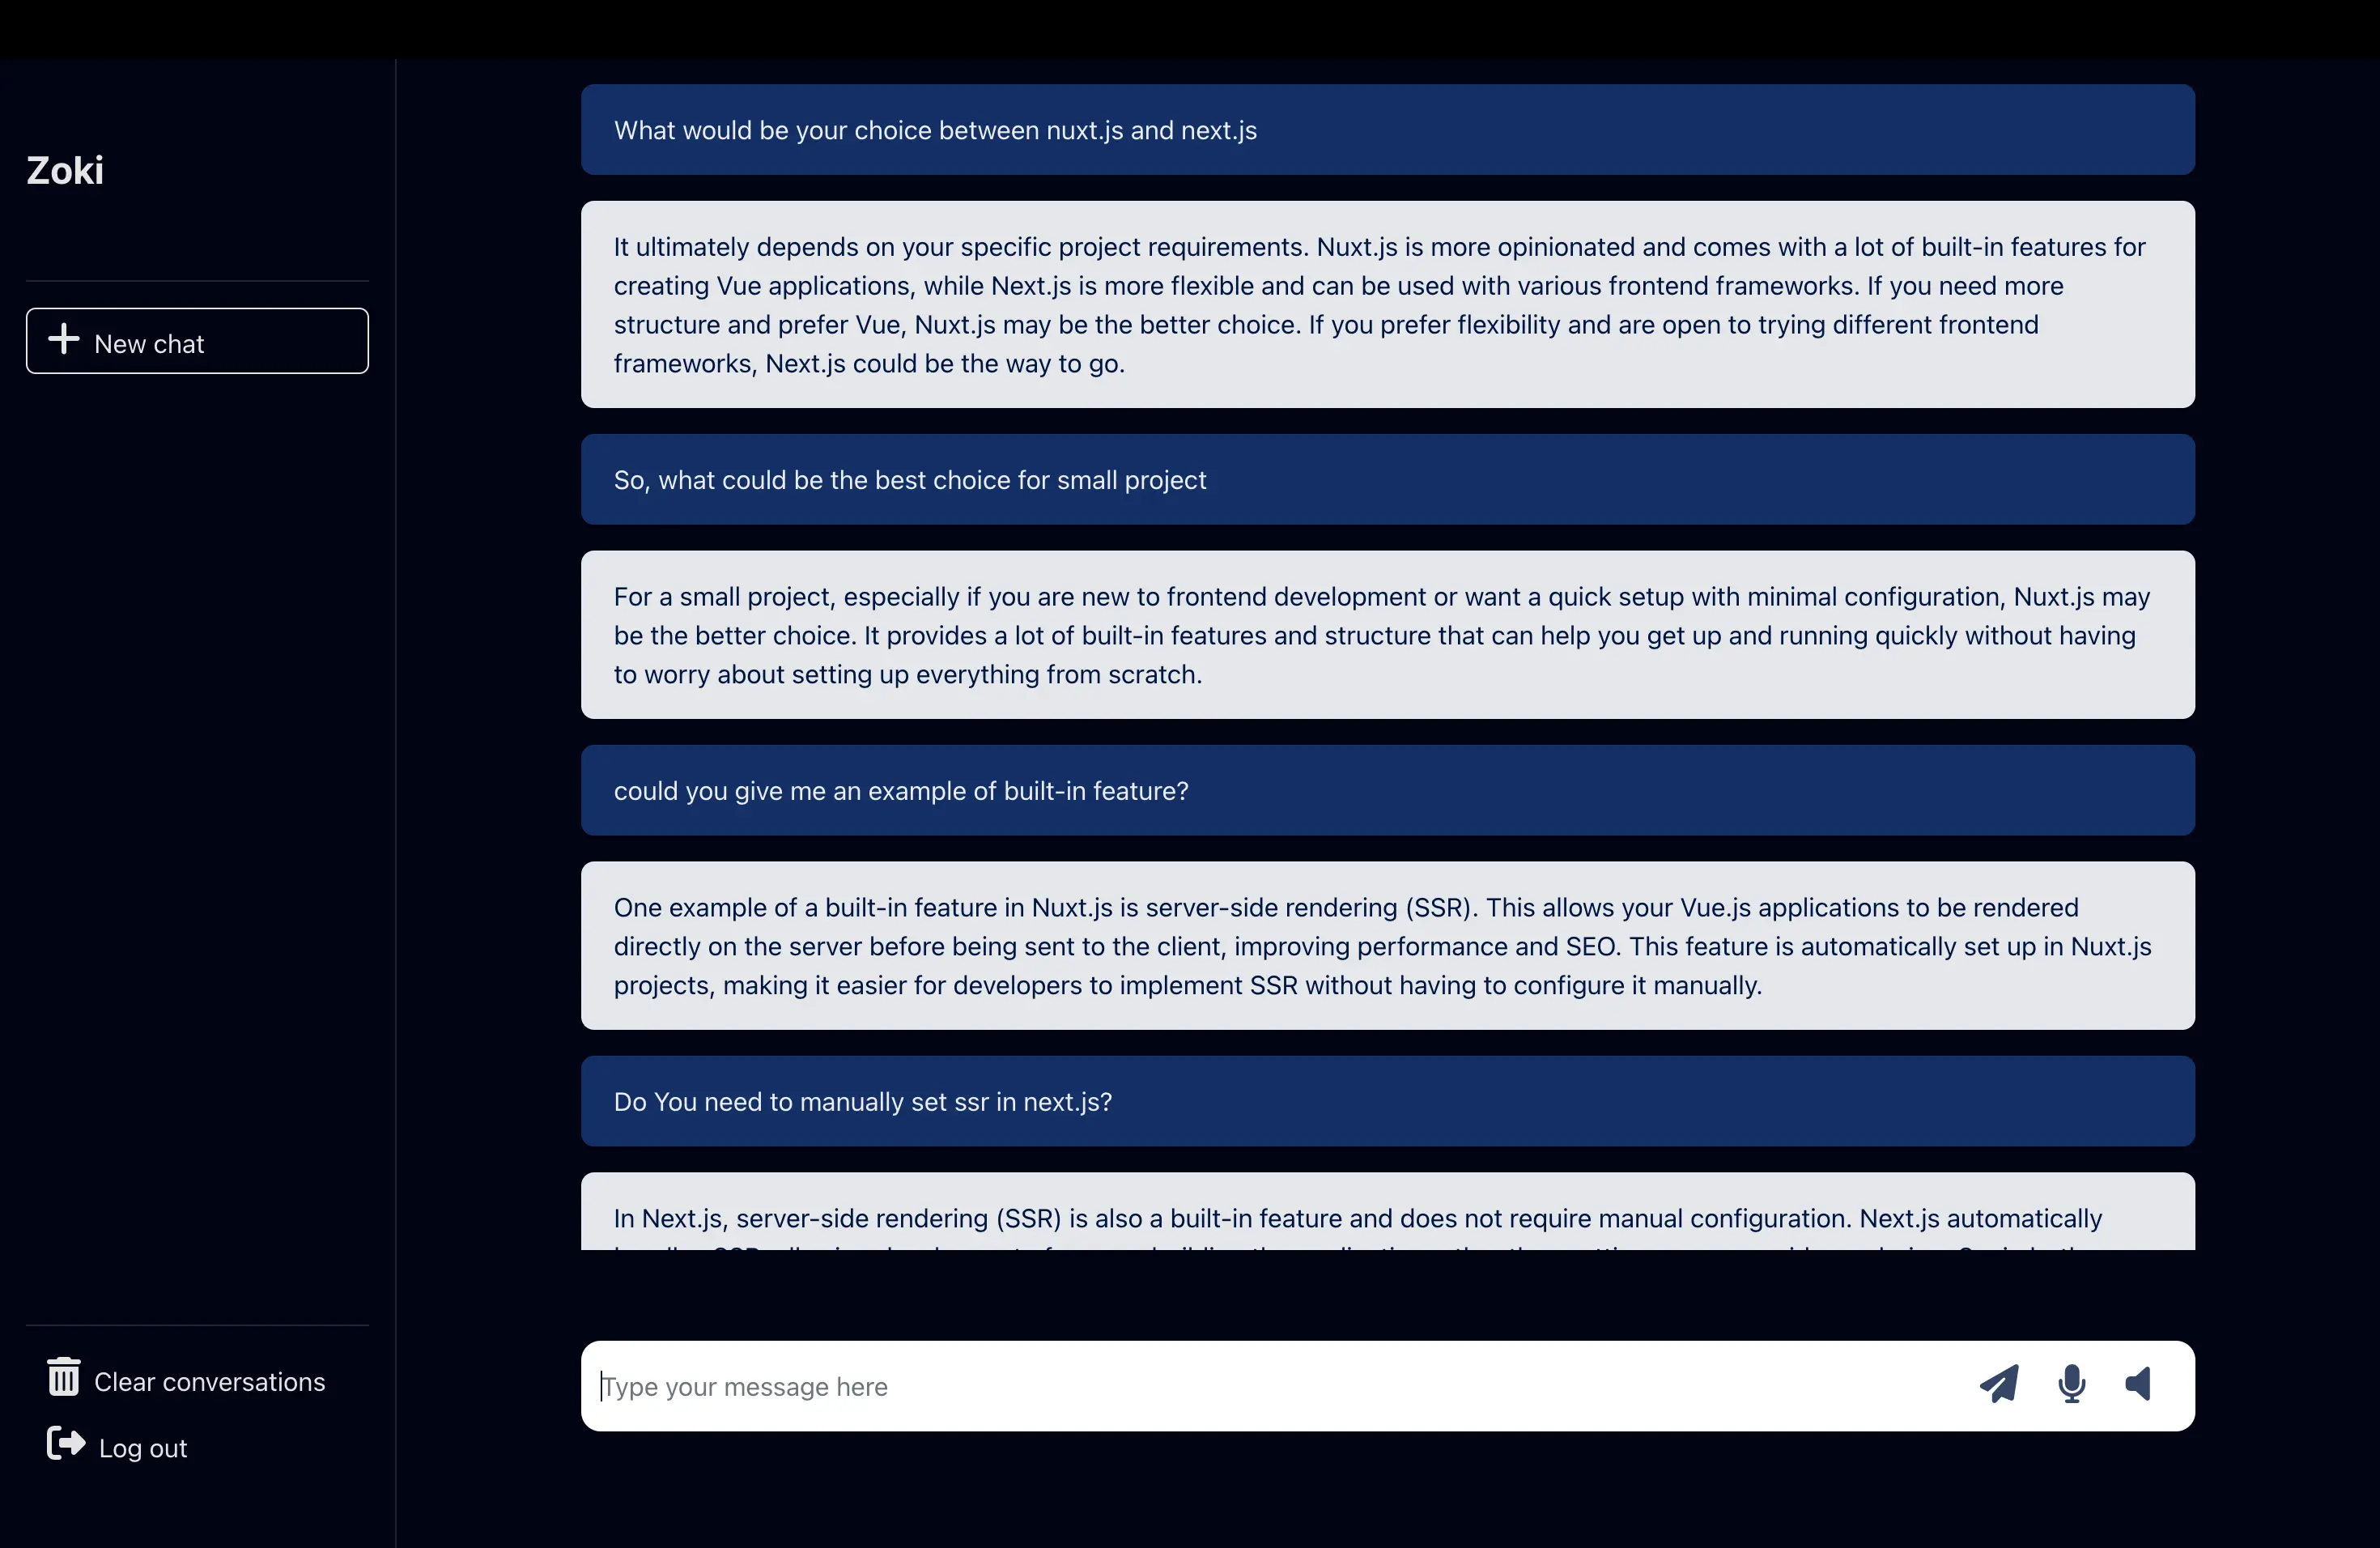 Zoki
New chat
Clear conversations
Log out
What would be your choice between nuxt.js and next.js
It ultimately depends on your specific project requirements. Nuxt.js is more opinionated and comes with a lot of built-in features for
creating Vue applications, while Next.js is more flexible and can be used with various frontend frameworks. If you need more
structure and prefer Vue, Nuxt.js may be the better choice. If you prefer flexibility and are open to trying different frontend
frameworks, Next.js could be the way to go.
So, what could be the best choice for small project
For a small project, especially if you are new to frontend development or want a quick setup with minimal configuration, Nuxt.js may
be the better choice. It provides a lot of built-in features and structure that can help you get up and running quickly without having
to worry about setting up everything from scratch.
could you give me an example of built-in feature?
One example of a built-in feature in Nuxt.js is server-side rendering (SSR). This allows your Vue.js applications to be rendered
directly on the server before being sent to the client, improving performance and SEO. This feature is automatically set up in Nuxt.js
projects, making it easier for developers to implement SSR without having to configure it manually.
Do You need to manually set ssr in next.js?
In Next.js, server-side rendering (SSR) is also a built-in feature and does not require manual configuration. Next.js automatically
Type your message here